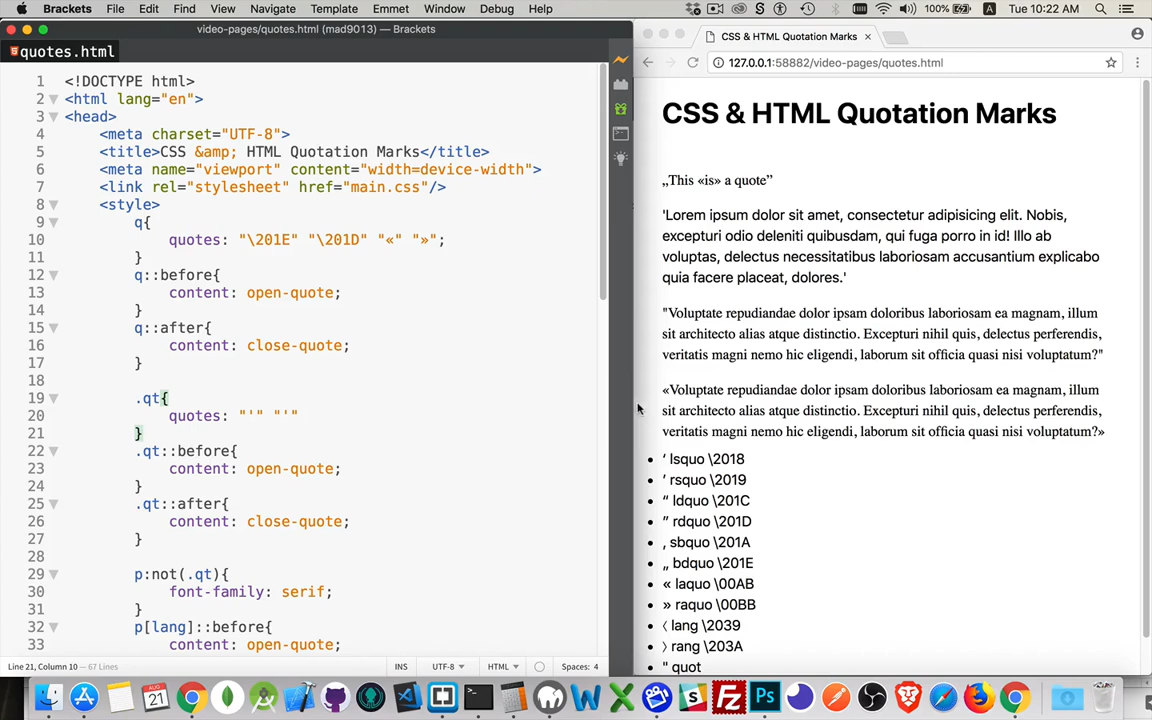 Brackets File Edit Find View Navigate Template Emmet Window Debug Help 100% Tue 10:22 AM
video-pages/quotes.html (mad9013) — Brackets
quotes.html
1 <!DOCTYPE html>
2 <html lang="en">
3 <head>
4 <meta charset="UTF-8">
5 <title>CSS &amp; HTML Quotation Marks</title>
6 <meta name="viewport" content="width=device-width">
7 <link rel="stylesheet" href="main.css"/>
8 <style>
9 q{
10 quotes: "\201E" "\201D" "«" "»";
11 }
12 q::before{
13 content: open-quote;
14 }
15 q::after{
16 content: close-quote;
17 }
18
19 .qt{
20 quotes: "'" "'"
21 }
22 .qt::before{
23 content: open-quote;
24 }
25 .qt::after{
26 content: close-quote;
27 }
28
29 p:not(.qt){
30 font-family: serif;
31 }
32 p[lang]::before{
33 content: open-quote;
Line 21, Column 10 — 67 Lines INS UTF-8 HTML Spaces: 4
CSS & HTML Quotation Marks
127.0.0.1:58882/video-pages/quotes.html
CSS & HTML Quotation Marks
„This «is» a quote”
'Lorem ipsum dolor sit amet, consectetur adipisicing elit. Nobis,
excepturi odio deleniti quibusdam, qui fuga porro in id! Illo ab
voluptas, delectus necessitatibus laboriosam accusantium explicabo
quia facere placeat, dolores.'
"Voluptate repudiandae dolor ipsam doloribus laboriosam ea magnam, illum
sit architecto alias atque distinctio. Excepturi nihil quis, delectus perferendis,
veritatis magni nemo hic eligendi, laborum sit officia quasi nisi voluptatum?"
«Voluptate repudiandae dolor ipsam doloribus laboriosam ea magnam, illum
sit architecto alias atque distinctio. Excepturi nihil quis, delectus perferendis,
veritatis magni nemo hic eligendi, laborum sit officia quasi nisi voluptatum?»
• ‘ lsquo \2018
• ’ rsquo \2019
• “ ldquo \201C
• ” rdquo \201D
• ‚ sbquo \201A
• „ bdquo \201E
• « laquo \00AB
• » raquo \00BB
• 〈 lang \2039
• 〉 rang \203A
• " quot
AUG 21